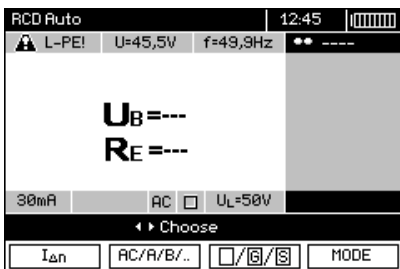 RCD Auto 12:45
L-PE! U=45,5V f=49,9Hz ●● ----
UB=---
RE=---
30mA AC □ UL=50V
◂ ▸ Choose
IΔn AC/A/B/.. □/G/S MODE